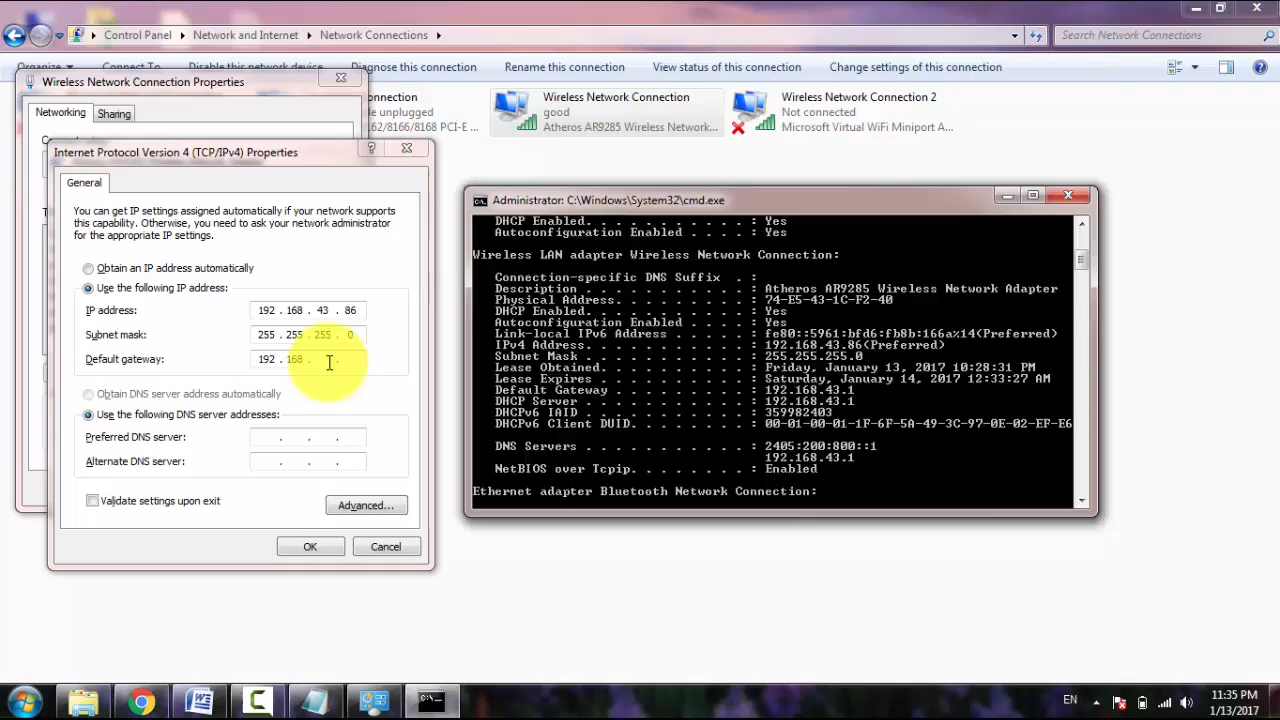 Control Panel
Network and Internet
Network Connections
Search Network Connections
Organize
Connect To
Disable this network device
Diagnose this connection
Rename this connection
View status of this connection
Change settings of this connection
Wireless Network Connection Properties
Networking
Sharing
Wireless Network Connection
good
Atheros AR9285 Wireless Network...
Wireless Network Connection 2
Not connected
Microsoft Virtual WiFi Miniport A...
Internet Protocol Version 4 (TCP/IPv4) Properties
General
You can get IP settings assigned automatically if your network supports
this capability. Otherwise, you need to ask your network administrator
for the appropriate IP settings.
Obtain an IP address automatically
Use the following IP address:
IP address: 192 . 168 . 43 . 86
Subnet mask: 255 . 255 . 255 . 0
Default gateway: 192 . 168 . .
Obtain DNS server address automatically
Use the following DNS server addresses:
Preferred DNS server: . . .
Alternate DNS server: . . .
Validate settings upon exit
Advanced...
OK
Cancel
Administrator: C:\Windows\System32\cmd.exe
DHCP Enabled. . . . . . . . . . . : Yes
Autoconfiguration Enabled . . . . : Yes
Wireless LAN adapter Wireless Network Connection:
Connection-specific DNS Suffix . :
Description . . . . . . . . . . . : Atheros AR9285 Wireless Network Adapter
Physical Address. . . . . . . . . : 74-E5-43-1C-F2-40
DHCP Enabled. . . . . . . . . . . : Yes
Autoconfiguration Enabled . . . . : Yes
Link-local IPv6 Address . . . . . : fe80::5961:bfd6:fb8b:166a%14(Preferred)
IPv4 Address. . . . . . . . . . . : 192.168.43.86(Preferred)
Subnet Mask . . . . . . . . . . . : 255.255.255.0
Lease Obtained. . . . . . . . . . : Friday, January 13, 2017 10:28:31 PM
Lease Expires . . . . . . . . . . : Saturday, January 14, 2017 12:33:27 AM
Default Gateway . . . . . . . . . : 192.168.43.1
DHCP Server . . . . . . . . . . . : 192.168.43.1
DHCPv6 IAID . . . . . . . . . . . : 359982403
DHCPv6 Client DUID. . . . . . . . : 00-01-00-01-1F-6F-5A-49-3C-97-0E-02-EF-E6
DNS Servers . . . . . . . . . . . : 2405:200:800::1
192.168.43.1
NetBIOS over Tcpip. . . . . . . . : Enabled
Ethernet adapter Bluetooth Network Connection:
EN
11:35 PM
1/13/2017